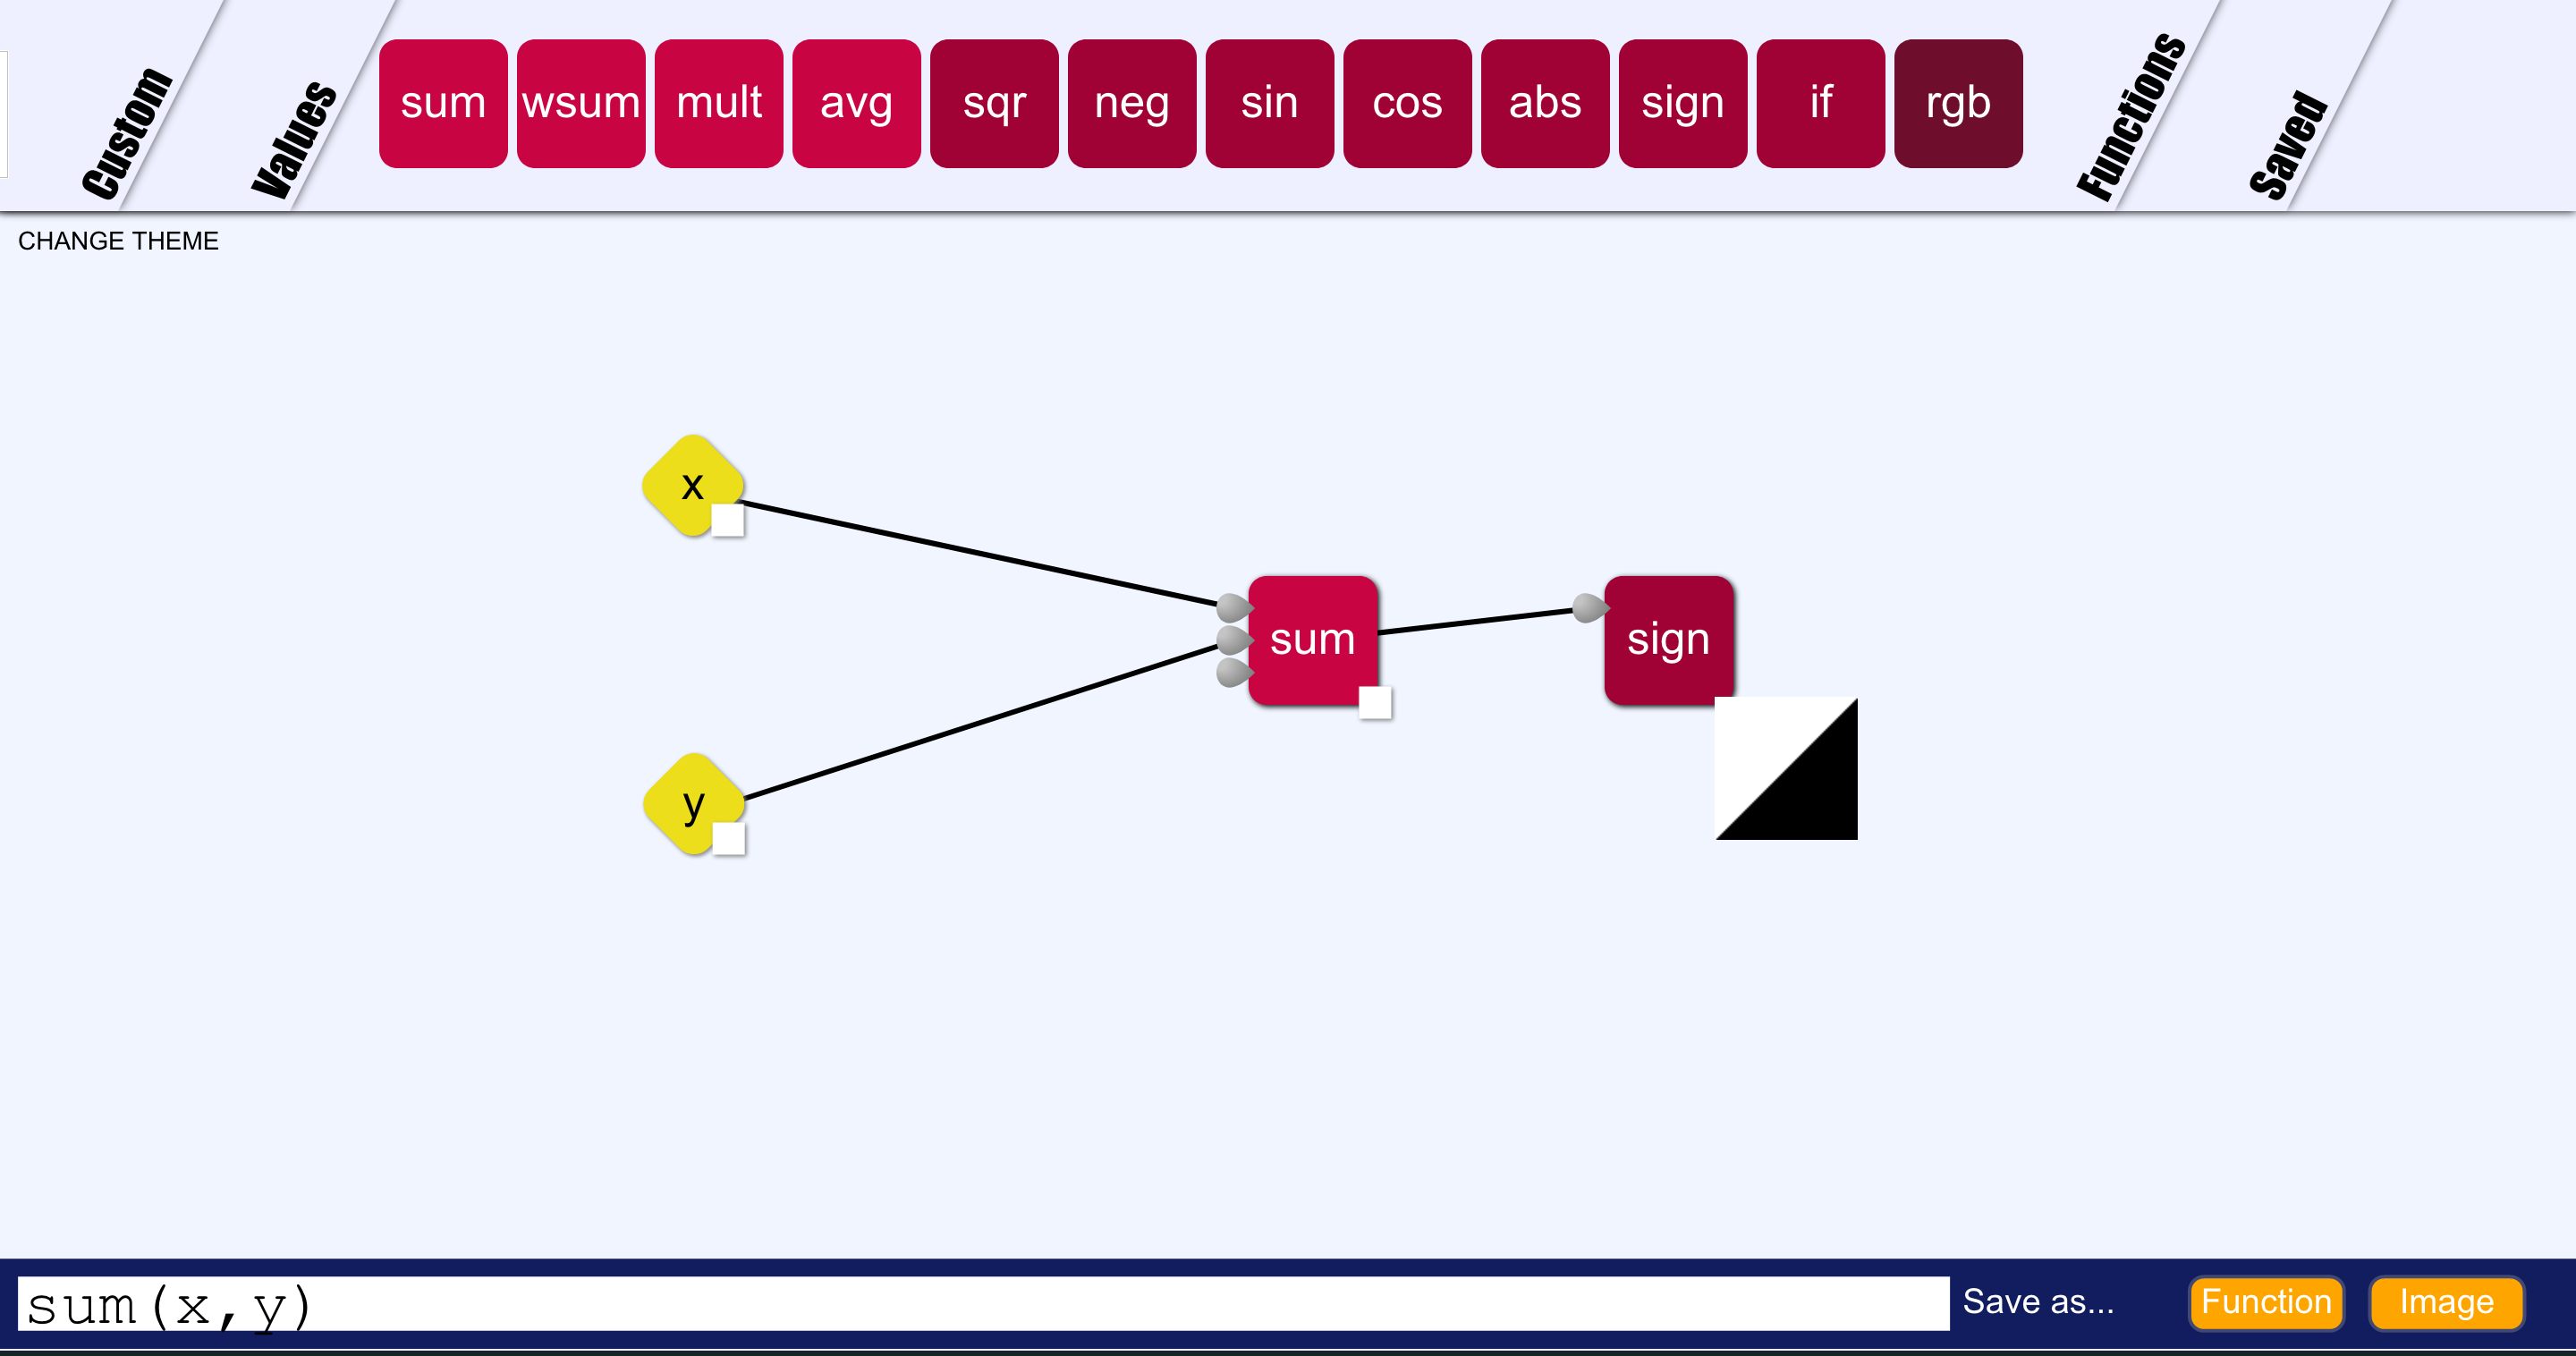 Custom
Values
sum wsum mult avg sqr neg sin cos abs sign if rgb
Functions
Saved
CHANGE THEME
x
sum
sign
y
sum(x,y)
Save as...
Function
Image